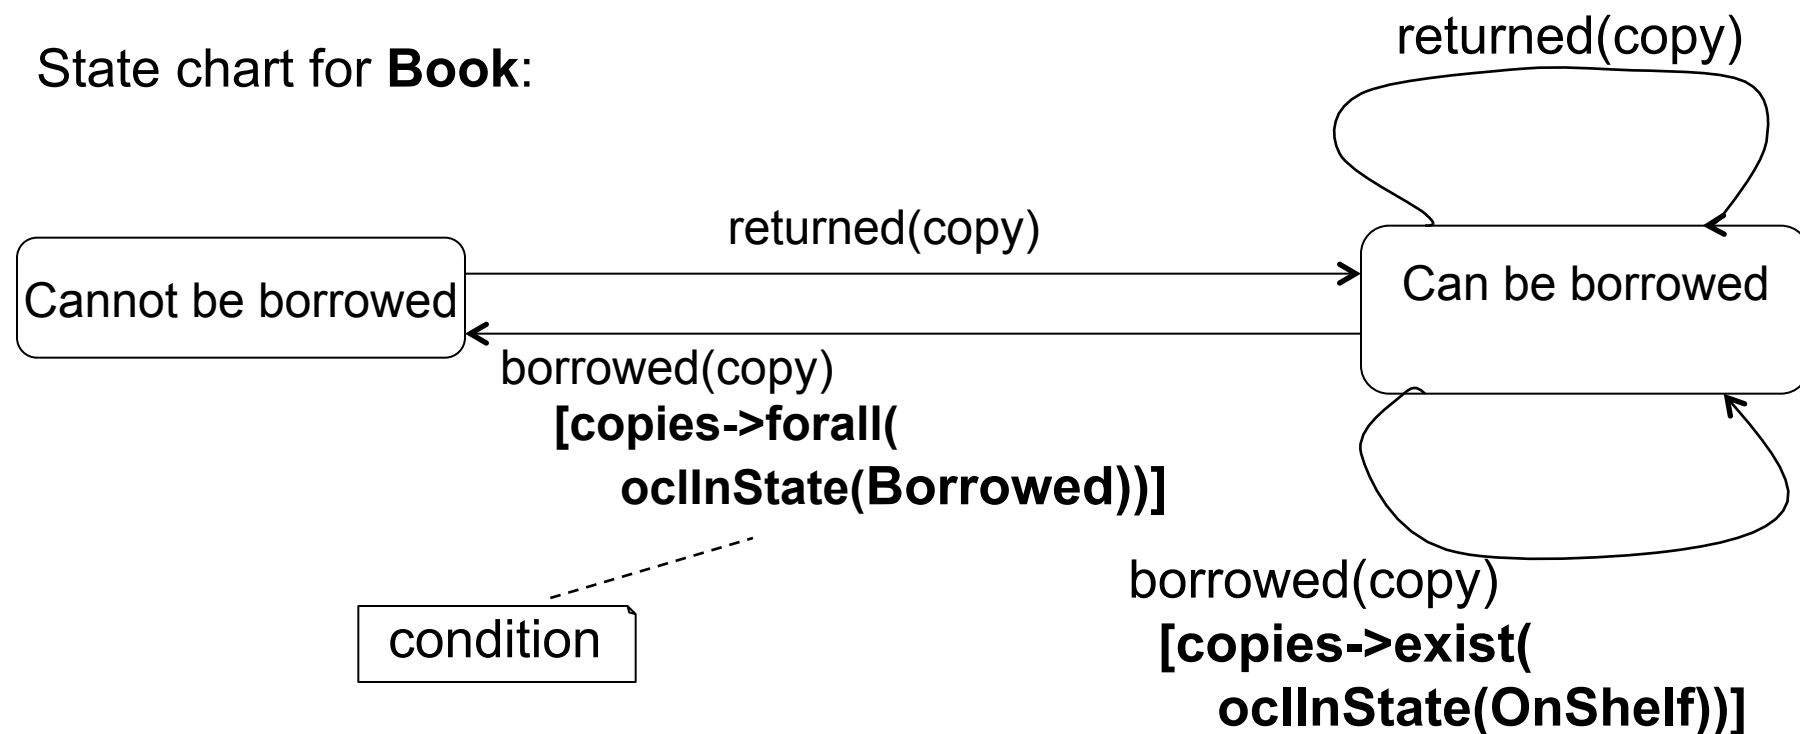 State chart for Book:
returned(copy)
returned(copy)
Cannot be borrowed
Can be borrowed
borrowed(copy)
[copies->forall(
oclInState(Borrowed))]
condition
borrowed(copy)
[copies->exist(
oclInState(OnShelf))]